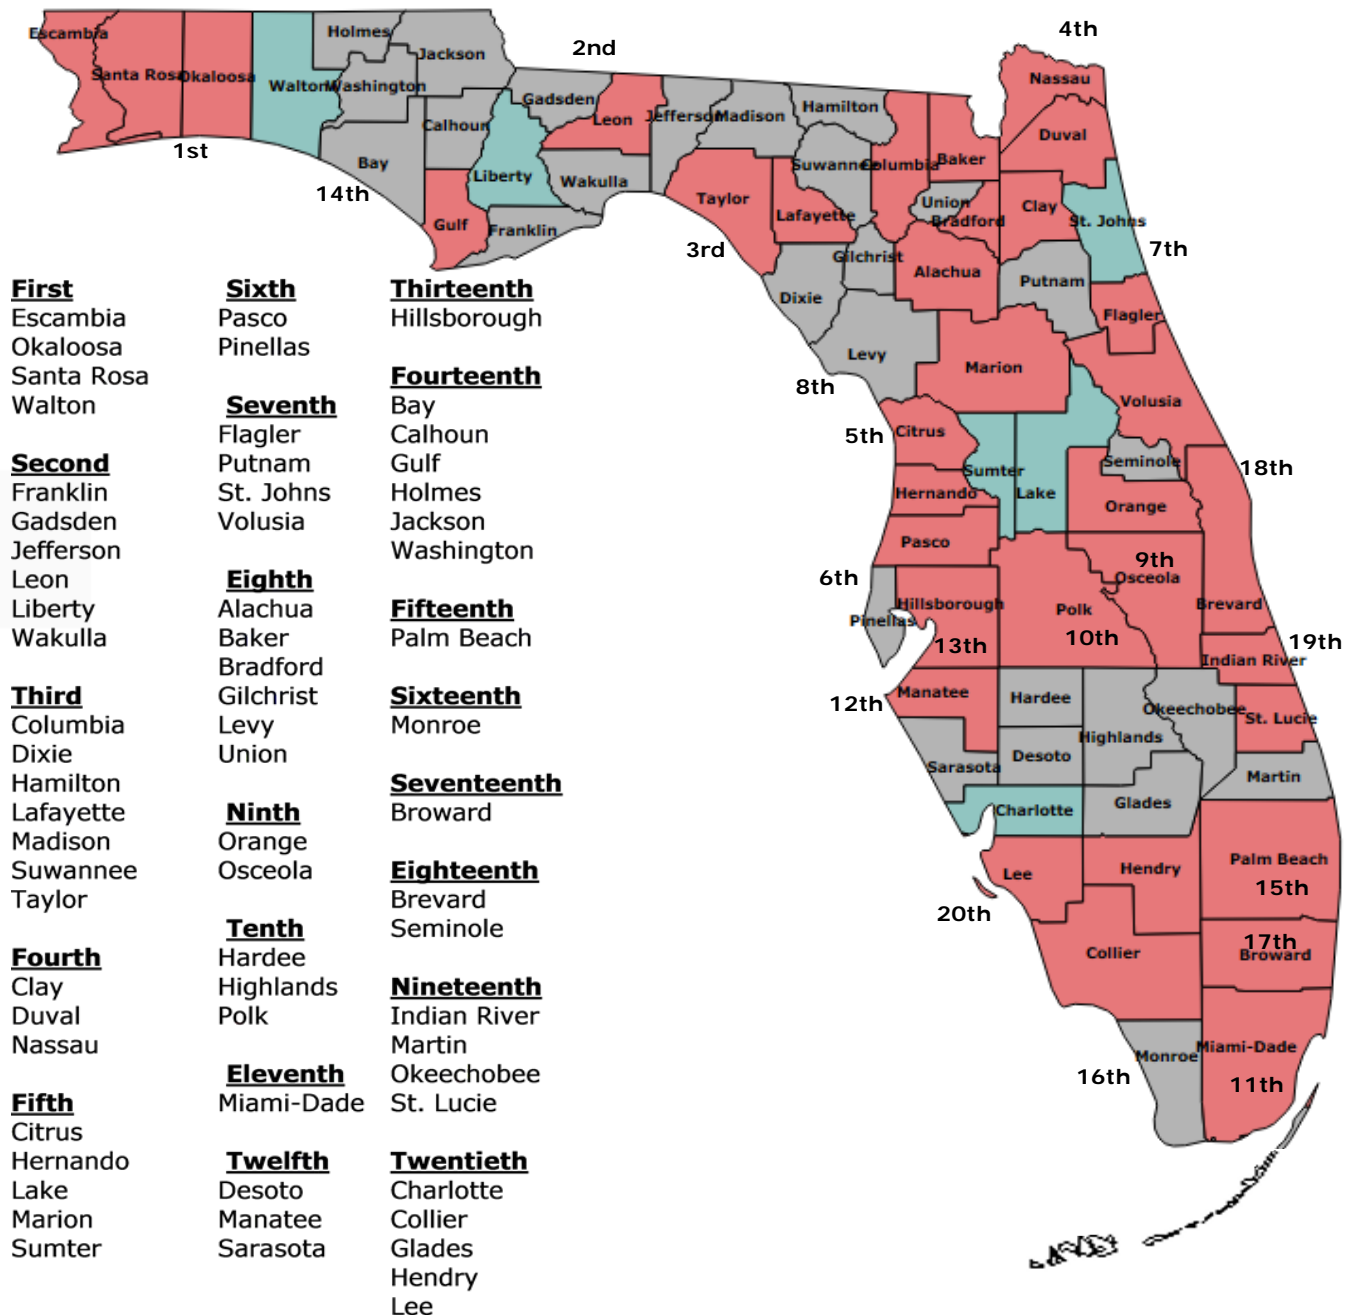 4th
2nd
Escambia
Santa Rosa
Okaloosa
Walton
Holmes
Washington
Jackson
Calhoun
Bay
Gulf
Liberty
Gadsden
Leon
Wakulla
Franklin
Jefferson
Madison
Hamilton
Suwannee
Taylor
Lafayette
Columbia
Baker
Nassau
Duval
Union
Bradford
Clay
St. Johns
1st
14th
3rd
7th
Dixie
Gilchrist
Alachua
Putnam
Flagler
Levy
Marion
Volusia
8th
5th
Citrus
Sumter
Lake
Seminole
18th
Hernando
Orange
Pasco
9th
Osceola
6th
Pinellas
Hillsborough
13th
Polk
10th
Brevard
19th
Indian River
12th
Manatee
Hardee
Okeechobee
St. Lucie
Highlands
Sarasota
Desoto
Martin
Charlotte
Glades
Lee
Hendry
Palm Beach
15th
20th
Collier
17th
Broward
Monroe
Miami-Dade
16th
11th
First
Escambia
Okaloosa
Santa Rosa
Walton
Second
Franklin
Gadsden
Jefferson
Leon
Liberty
Wakulla
Third
Columbia
Dixie
Hamilton
Lafayette
Madison
Suwannee
Taylor
Fourth
Clay
Duval
Nassau
Fifth
Citrus
Hernando
Lake
Marion
Sumter
Sixth
Pasco
Pinellas
Seventh
Flagler
Putnam
St. Johns
Volusia
Eighth
Alachua
Baker
Bradford
Gilchrist
Levy
Union
Ninth
Orange
Osceola
Tenth
Hardee
Highlands
Polk
Eleventh
Miami-Dade
Twelfth
Desoto
Manatee
Sarasota
Thirteenth
Hillsborough
Fourteenth
Bay
Calhoun
Gulf
Holmes
Jackson
Washington
Fifteenth
Palm Beach
Sixteenth
Monroe
Seventeenth
Broward
Eighteenth
Brevard
Seminole
Nineteenth
Indian River
Martin
Okeechobee
St. Lucie
Twentieth
Charlotte
Collier
Glades
Hendry
Lee